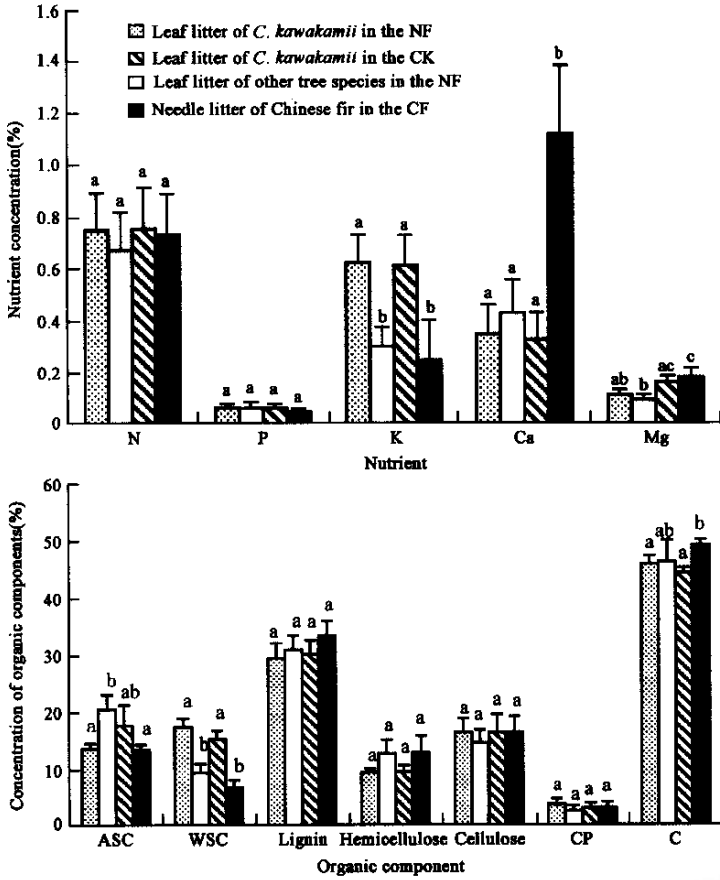 1.6
Leaf litter of C. kawakamii in the NF
1.4
Leaf litter of C. kawakamii in the CK
b
Leaf litter of other tree species in the NF
1.2
Needle litter of Chinese fir in the CF
1.0
a a a a
0.8
a a
0.6
b b
0.4
a a a
0.2
a a a a
ab b ac c
0
Nutrient concentration(%)
N P K Ca Mg
Nutrient
60
50
a ab a b
40
a a a a
30
b ab
20
a a
a a
a b a b
a a a a
a a a a
10
a a a a
0
Concentration of organic components(%)
ASC WSC Lignin Hemicellulose Cellulose CP C
Organic component